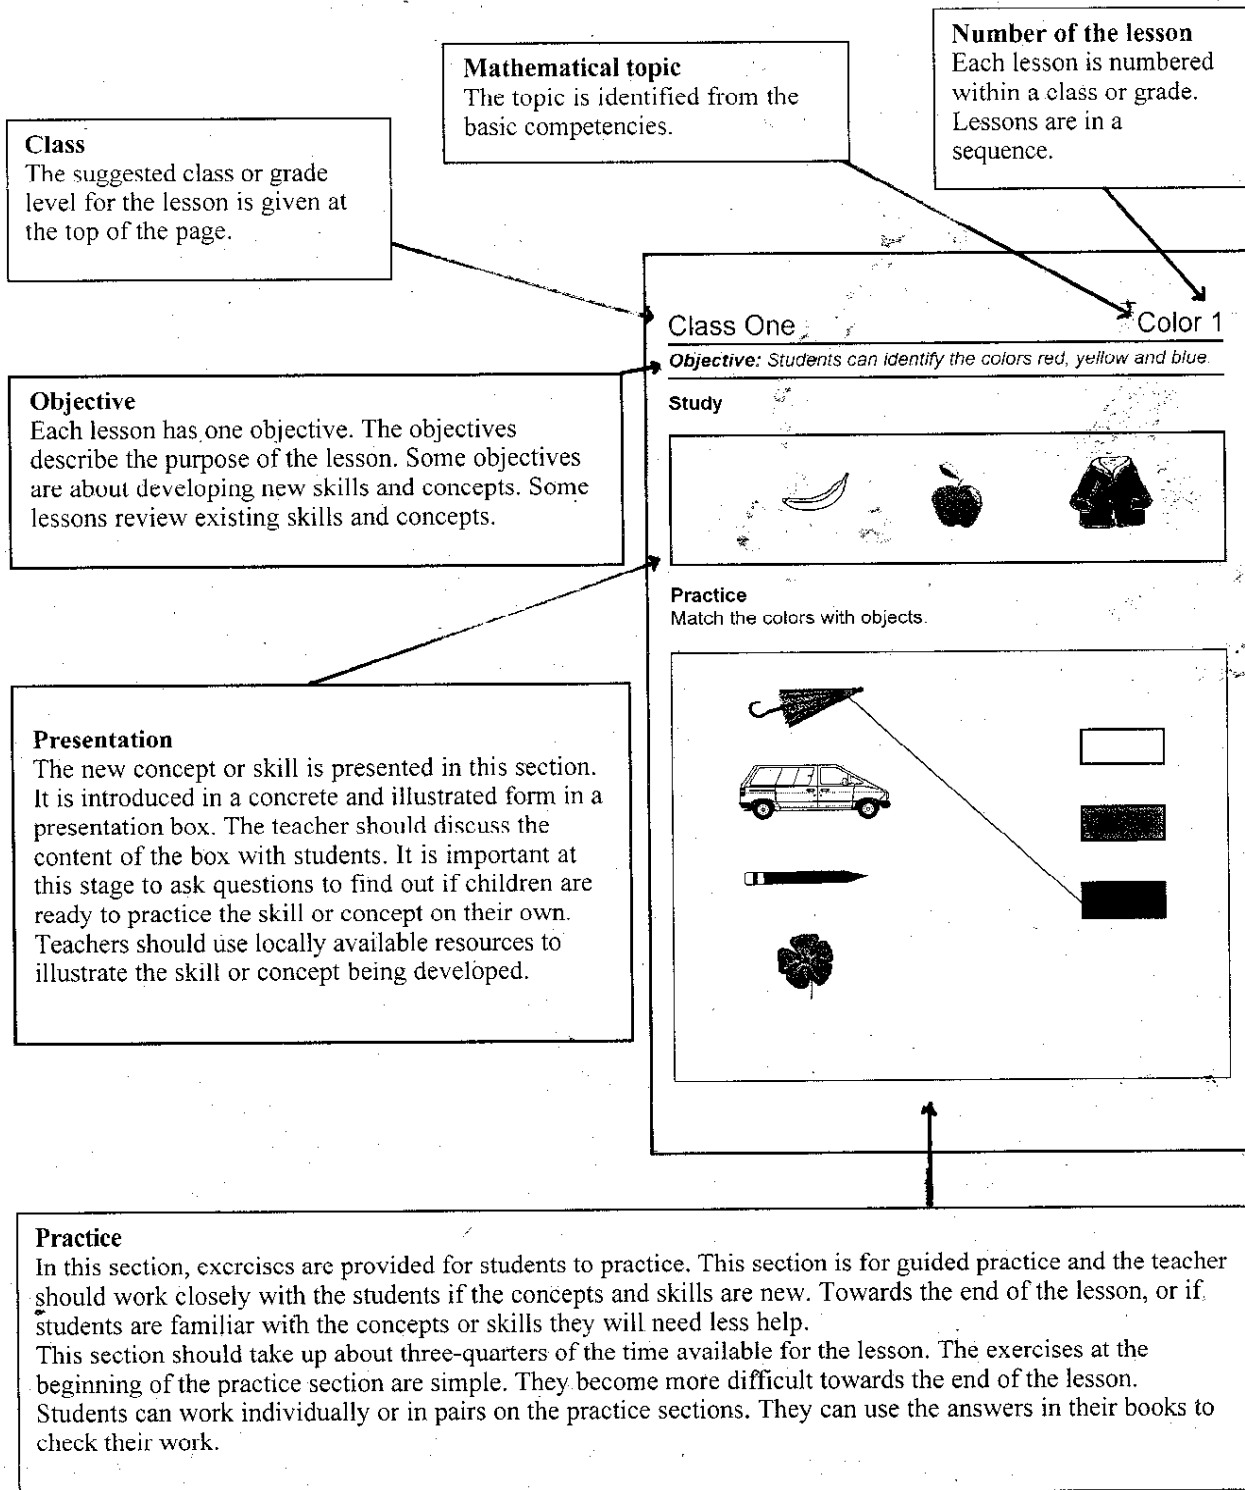 Number of the lesson
Each lesson is numbered
within a class or grade.
Lessons are in a
sequence.
Mathematical topic
The topic is identified from the
basic competencies.
Class
The suggested class or grade
level for the lesson is given at
the top of the page.
Class One
Color 1
Objective: Students can identify the colors red, yellow and blue.
Study
Objective
Each lesson has one objective. The objectives
describe the purpose of the lesson. Some objectives
are about developing new skills and concepts. Some
lessons review existing skills and concepts.
Practice
Match the colors with objects.
Presentation
The new concept or skill is presented in this section.
It is introduced in a concrete and illustrated form in a
presentation box. The teacher should discuss the
content of the box with students. It is important at
this stage to ask questions to find out if children are
ready to practice the skill or concept on their own.
Teachers should use locally available resources to
illustrate the skill or concept being developed.
Practice
In this section, exercises are provided for students to practice. This section is for guided practice and the teacher
should work closely with the students if the concepts and skills are new. Towards the end of the lesson, or if
students are familiar with the concepts or skills they will need less help.
This section should take up about three-quarters of the time available for the lesson. The exercises at the
beginning of the practice section are simple. They become more difficult towards the end of the lesson.
Students can work individually or in pairs on the practice sections. They can use the answers in their books to
check their work.